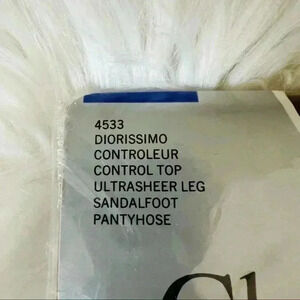 4533
DIORISSIMO
CONTROLEUR
CONTROL TOP
ULTRASHEER LEG
SANDALFOOT
PANTYHOSE